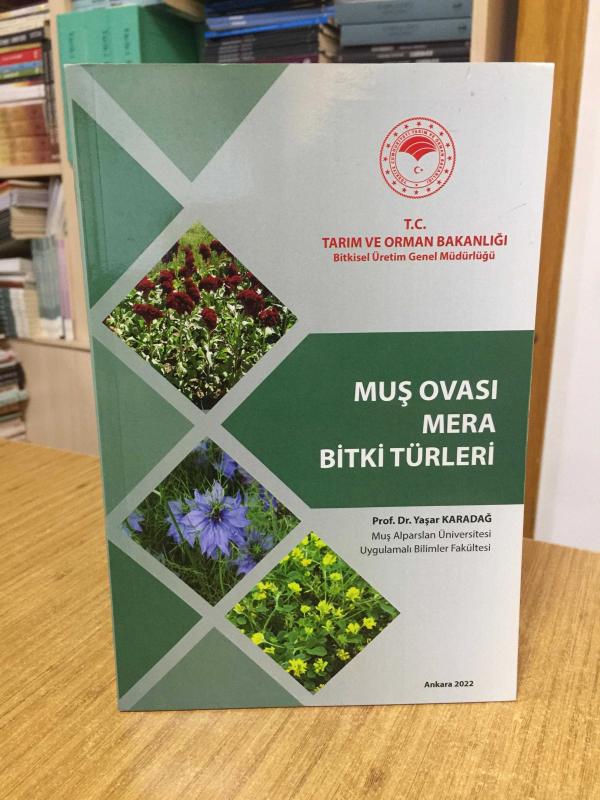 T.C.
TARIM VE ORMAN BAKANLIĞI
Bitkisel Üretim Genel Müdürlüğü
MUŞ OVASI
MERA
BİTKİ TÜRLERİ
Prof. Dr. Yaşar KARADAĞ
Muş Alparslan Üniversitesi
Uygulamalı Bilimler Fakültesi
Ankara 2022